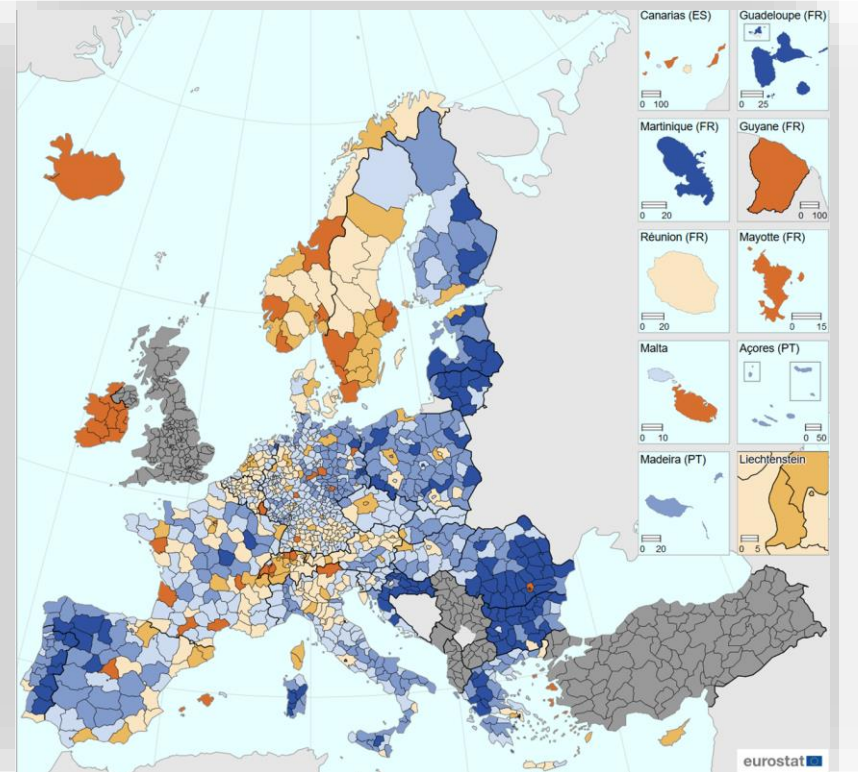 Canarias (ES)
0 100
Guadeloupe (FR)
0 25
Martinique (FR)
0 20
Guyane (FR)
0 100
Réunion (FR)
0 20
Mayotte (FR)
0 15
Malta
0 10
Açores (PT)
0 50
Madeira (PT)
0 20
Liechtenstein
0 5
eurostat